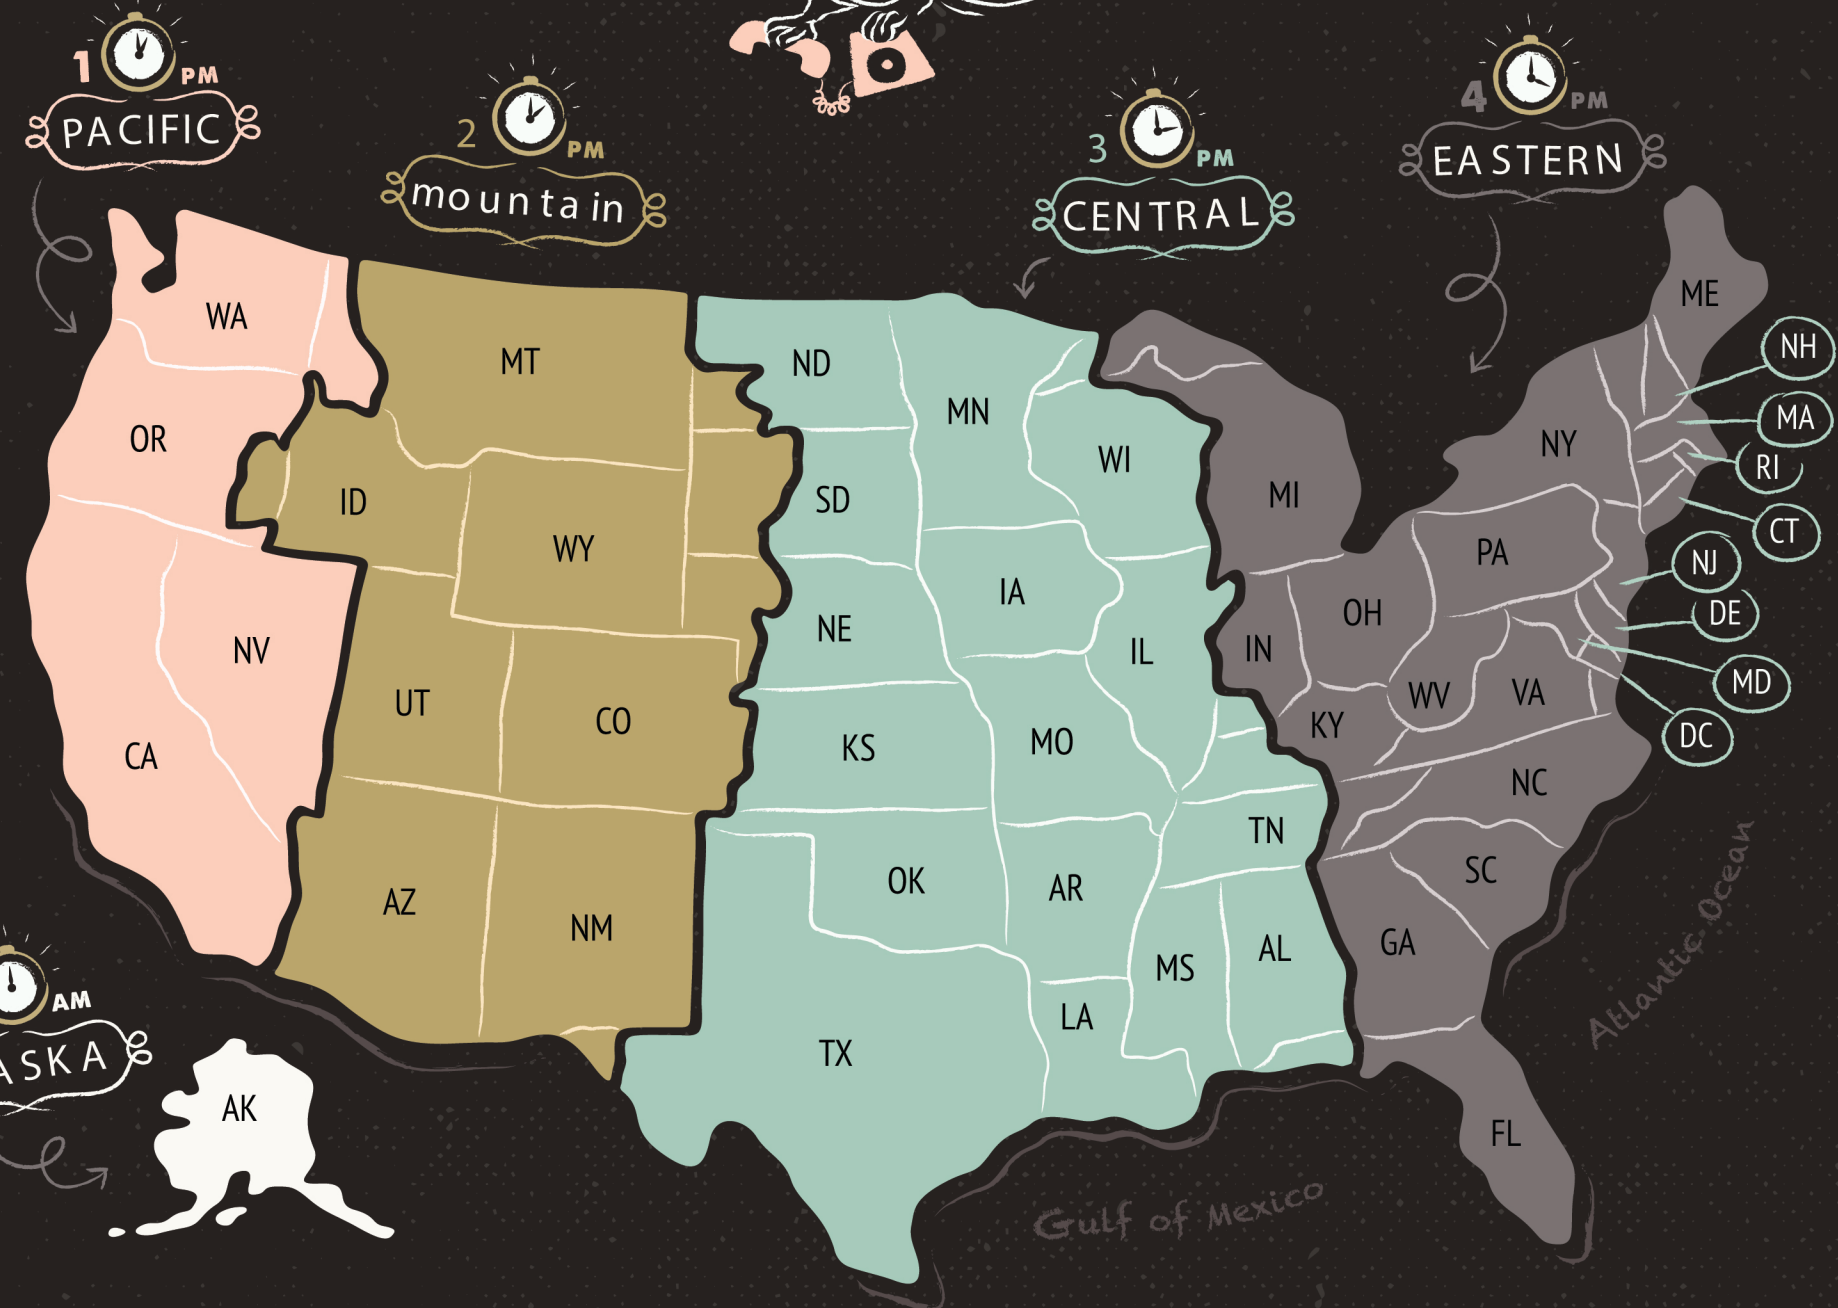 1 PM
PACIFIC
2 PM
mountain
3 PM
CENTRAL
4 PM
EASTERN
WA
OR
CA
NV
ID
MT
WY
UT
CO
AZ
NM
ND
SD
NE
KS
OK
TX
MN
IA
MO
AR
LA
WI
IL
TN
MS
AL
MI
IN
OH
KY
WV
VA
NC
SC
GA
FL
PA
NY
ME
NH
MA
RI
CT
NJ
DE
MD
DC
AM
ASKA
AK
Gulf of Mexico
Atlantic Ocean